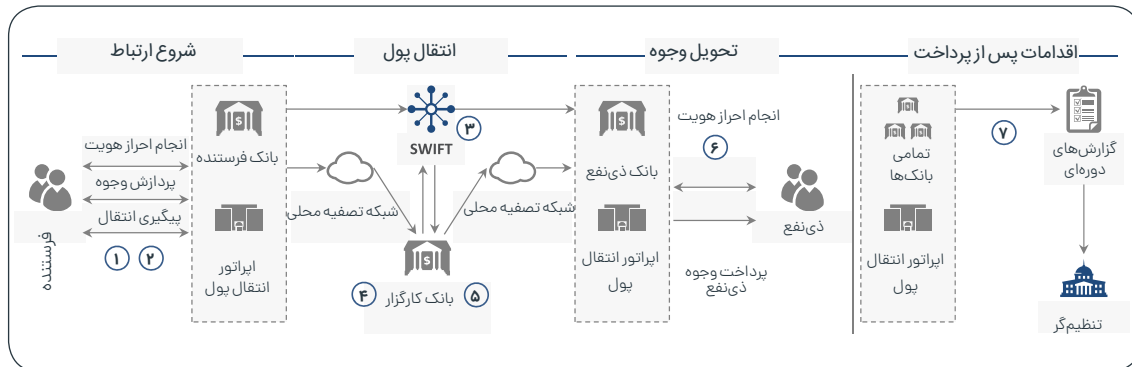 شروع ارتباط
انتقال پول
تحویل وجوه
اقدامات پس از پرداخت
فرستنده
انجام احراز هویت
پردازش وجوه
پیگیری انتقال
۱
۲
بانک فرستنده
اپراتور
انتقال پول
SWIFT
۳
شبکه تصفیه محلی
شبکه تصفیه محلی
۴
بانک کارگزار
۵
بانک ذی‌نفع
اپراتور انتقال
پول
انجام احراز هویت
۶
پرداخت وجوه
ذی‌نفع
ذی‌نفع
تمامی
بانک‌ها
اپراتور انتقال
پول
۷
گزارش‌های
دوره‌ای
تنظیم‌گر